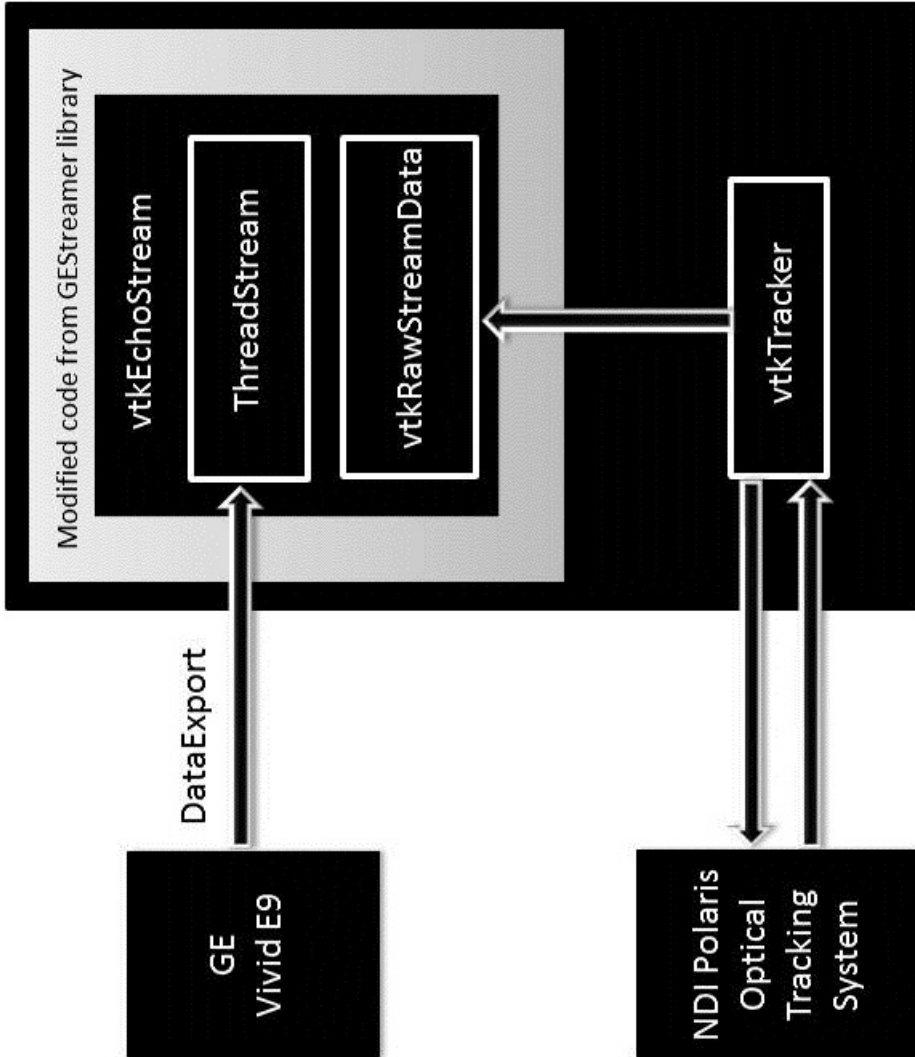 Modified code from GEStreamer library
vtkEchoStream
ThreadStream
vtkRawStreamData
vtkTracker
DataExport
GE
Vivid E9
NDI Polaris
Optical
Tracking
System